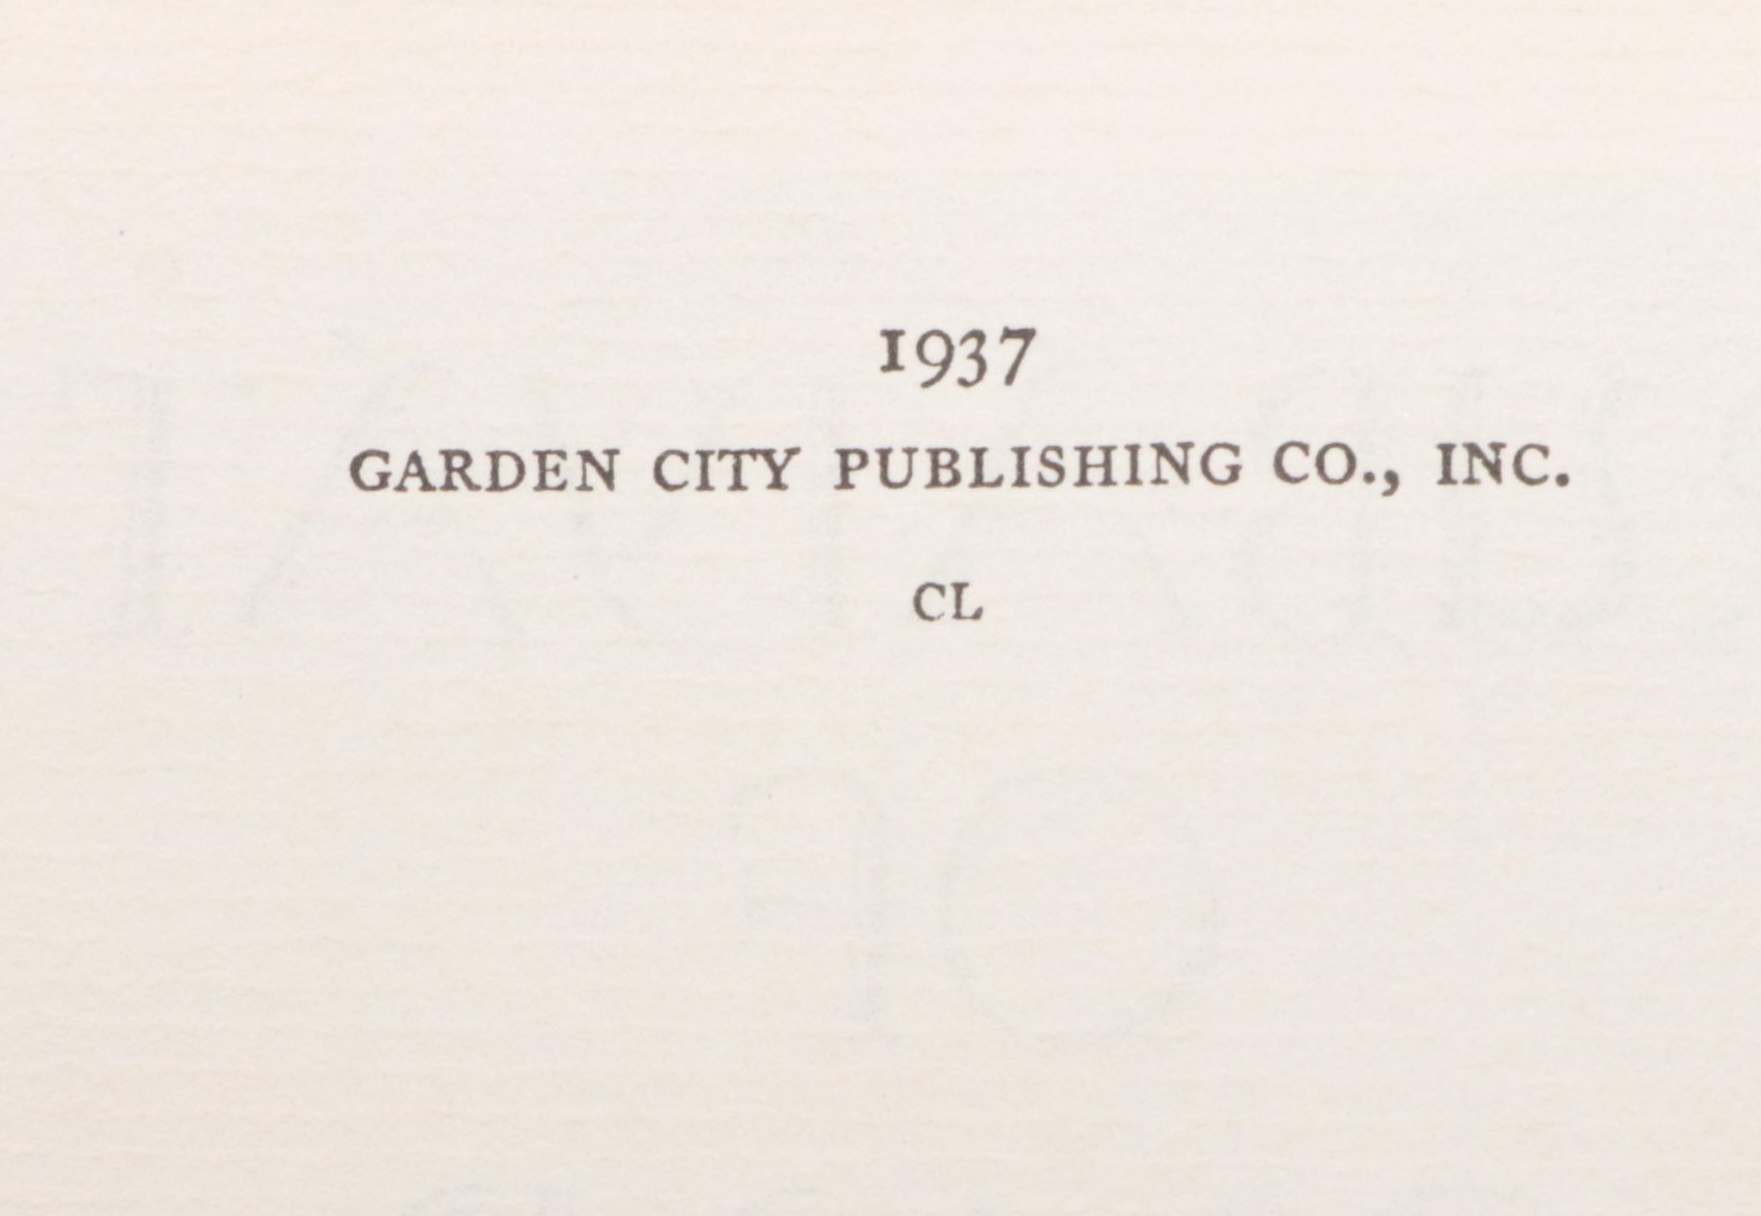 1937
GARDEN CITY PUBLISHING CO., INC.
CL